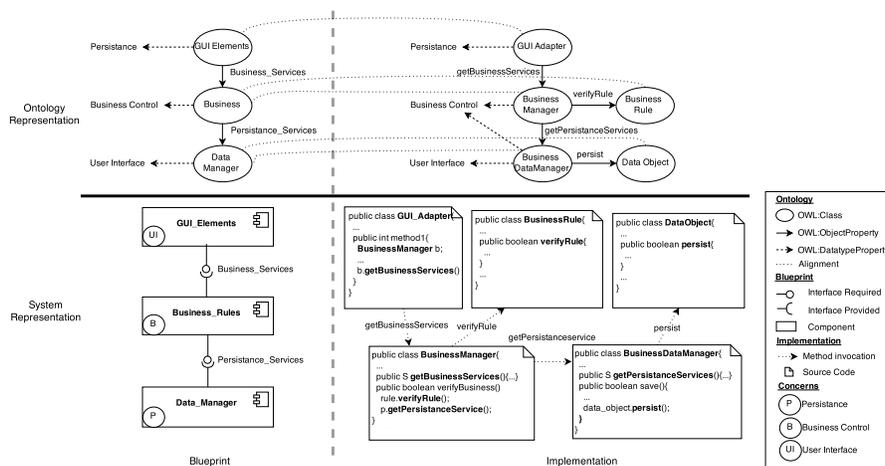 Persistance
GUI Elements
Business_Services
Business Control
Business
Persistance_Services
User Interface
Data
Manager
Ontology
Representation
Persistance
GUI Adapter
getBusinessServices
Business Control
Business
Manager
verifyRule
Business
Rule
getPersistanceServices
User Interface
Business
DataManager
persist
Data Object
System
Representation
GUI_Elements
UI
Business_Services
Business_Rules
B
Persistance_Services
Data_Manager
P
Blueprint
public class GUI_Adapter{
...
public int method1{
BusinessManager b;
...
b.getBusinessServices()
}
}
public class BusinessRule{
...
public boolean verifyRule{
...
}
...
}
public class DataObject{
...
public boolean persist{
...
}
...
}
getBusinessServices
verifyRule
getPersistanceservice
persist
public class BusinessManager{
...
public S getBusinessServices(){...}
public boolean verifyBusiness()
rule.verifyRule();
p.getPersistanceService();
}
public class BusinessDataManager{
...
public S getPersistanceServices(){...}
public boolean save(){
...
data_object.persist();
}
}
Implementation
Ontology
OWL:Class
OWL:ObjectProperty
OWL:DatatypeProperty
Alignment
Blueprint
Interface Required
Interface Provided
Component
Implementation
Method invocation
Source Code
Concerns
P
Persistance
B
Business Control
UI
User Interface